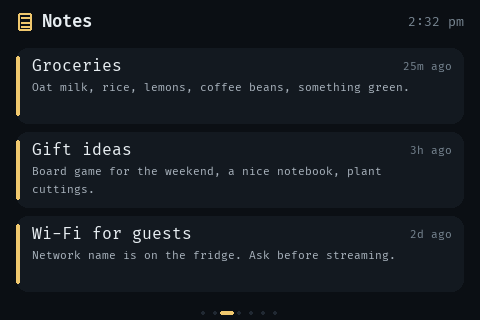 Notes
2:32 pm
Groceries
25m ago
Oat milk, rice, lemons, coffee beans, something green.
Gift ideas
3h ago
Board game for the weekend, a nice notebook, plant
cuttings.
Wi-Fi for guests
2d ago
Network name is on the fridge. Ask before streaming.